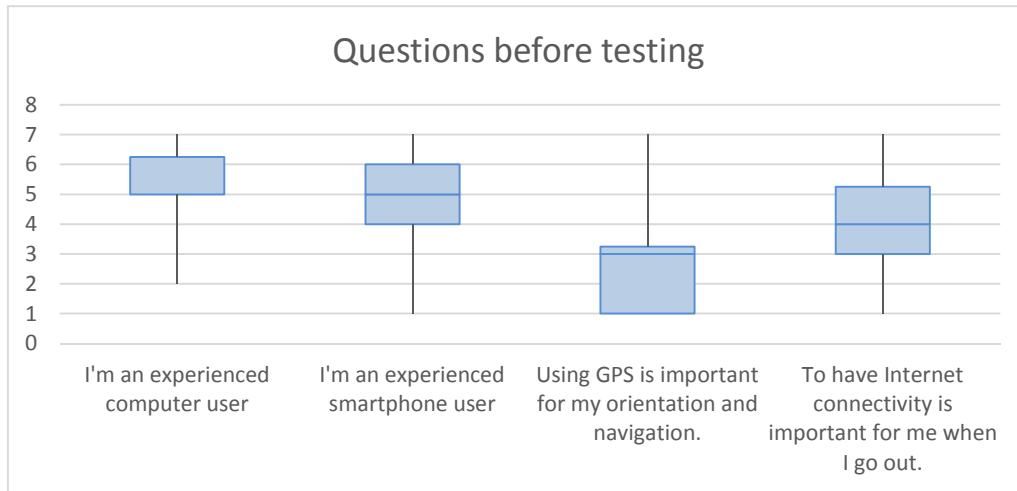 Questions before testing
8
7
6
5
4
3
2
1
0
I'm an experienced
computer user
I'm an experienced
smartphone user
Using GPS is important
for my orientation and
navigation.
To have Internet
connectivity is
important for me when
I go out.